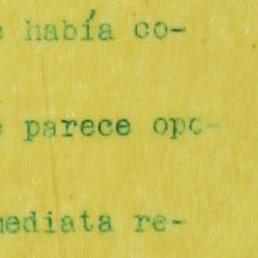 había co-
parece opo-
mediata re-